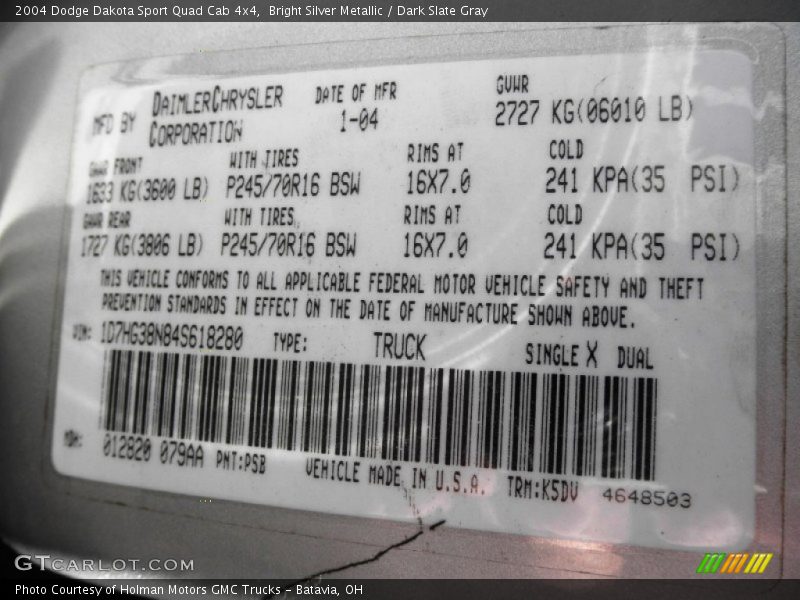 2004 Dodge Dakota Sport Quad Cab 4x4,  Bright Silver Metallic / Dark Slate Gray
MFD BY DAIMLERCHRYSLER CORPORATION DATE OF MFR 1-04 GVWR 2727 KG(06010 LB)
GAWR FRONT WITH TIRES RIMS AT COLD
1633 KG(3600 LB) P245/70R16 BSW 16X7.0 241 KPA(35 PSI)
GAWR REAR WITH TIRES RIMS AT COLD
1727 KG(3806 LB) P245/70R16 BSW 16X7.0 241 KPA(35 PSI)
THIS VEHICLE CONFORMS TO ALL APPLICABLE FEDERAL MOTOR VEHICLE SAFETY AND THEFT
PREVENTION STANDARDS IN EFFECT ON THE DATE OF MANUFACTURE SHOWN ABOVE.
VIN: 1D7HG38N84S618280 TYPE: TRUCK SINGLE X DUAL
MDH: 012820 079AA PNT:PSB VEHICLE MADE IN U.S.A. TRM:K5DV 4648503
GTCARLOT.COM
Photo Courtesy of Holman Motors GMC Trucks – Batavia, OH